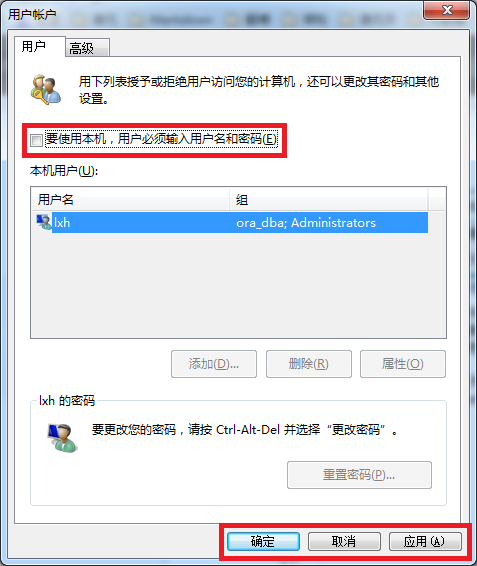 用户帐户
用户
高级
用下列表授予或拒绝用户访问您的计算机，还可以更改其密码和其他
设置。
要使用本机，用户必须输入用户名和密码(E)
本机用户(U):
用户名 组
lxh ora_dba; Administrators
添加(D)... 删除(R) 属性(O)
lxh 的密码
要更改您的密码，请按 Ctrl-Alt-Del 并选择“更改密码”。
重置密码(P)...
确定 取消 应用(A)